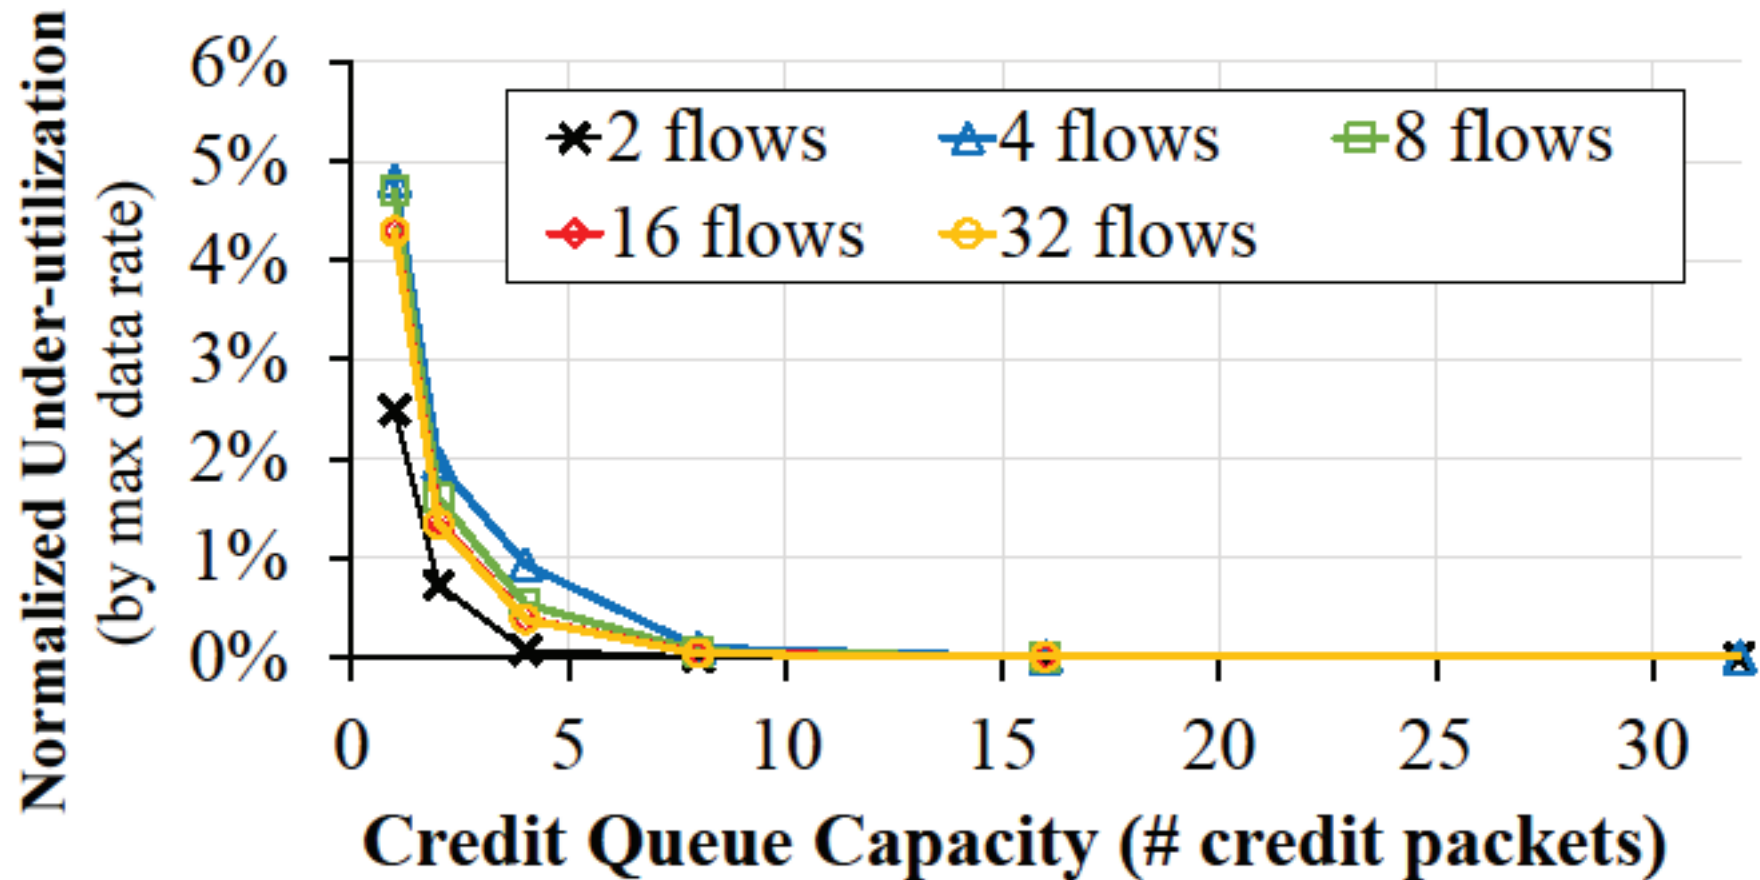 Normalized Under-utilization
(by max data rate)
6%
5%
4%
3%
2%
1%
0%
2 flows 4 flows 8 flows
16 flows 32 flows
0 5 10 15 20 25 30
Credit Queue Capacity (# credit packets)